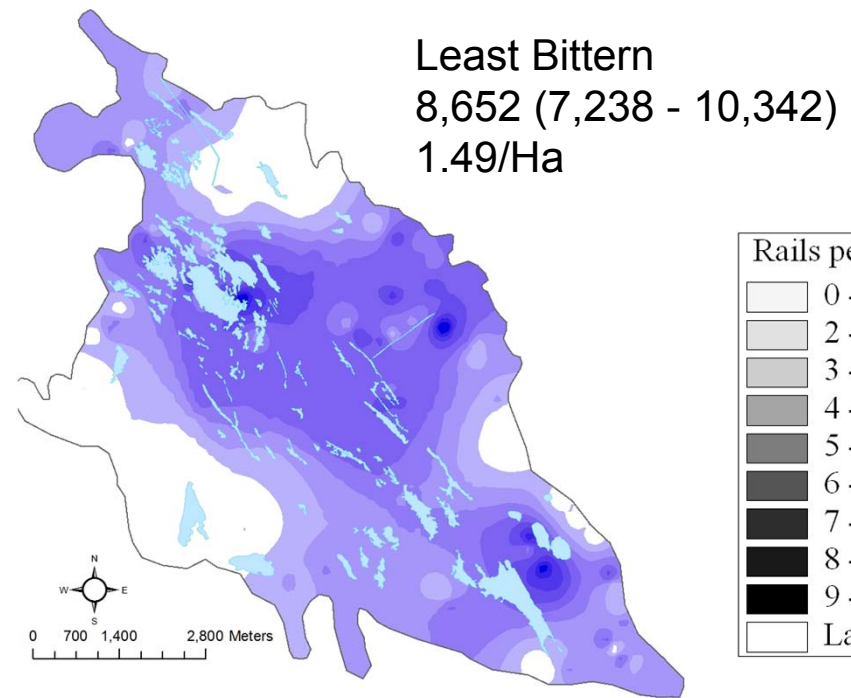 Least Bittern
8,652 (7,238 - 10,342)
1.49/Ha
Rails pe
0 -
2 -
3 -
4 -
5 -
6 -
7 -
8 -
9 -
La
N
W E
S
0 700 1,400 2,800 Meters